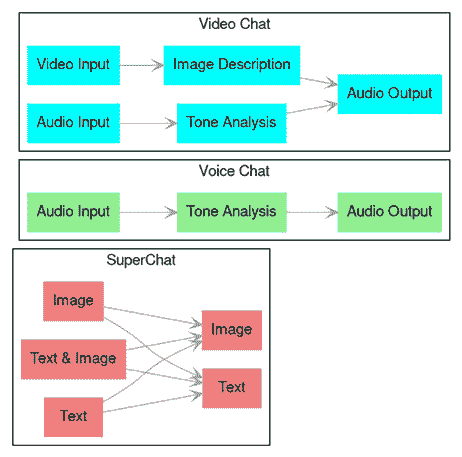 Video Chat
Video Input
Image Description
Audio Output
Audio Input
Tone Analysis
Voice Chat
Audio Input
Tone Analysis
Audio Output
SuperChat
Image
Text & Image
Text
Image
Text